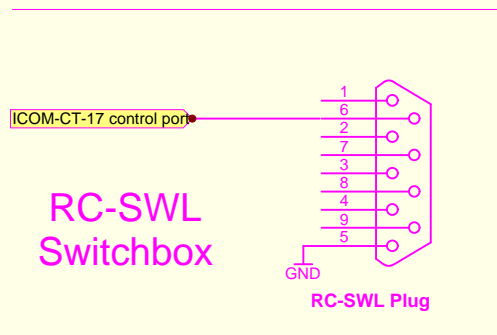 1
ICOM-CT-17 control port
6
2
7
3
8
4
9
5
RC-SWL
Switchbox
GND
RC-SWL Plug